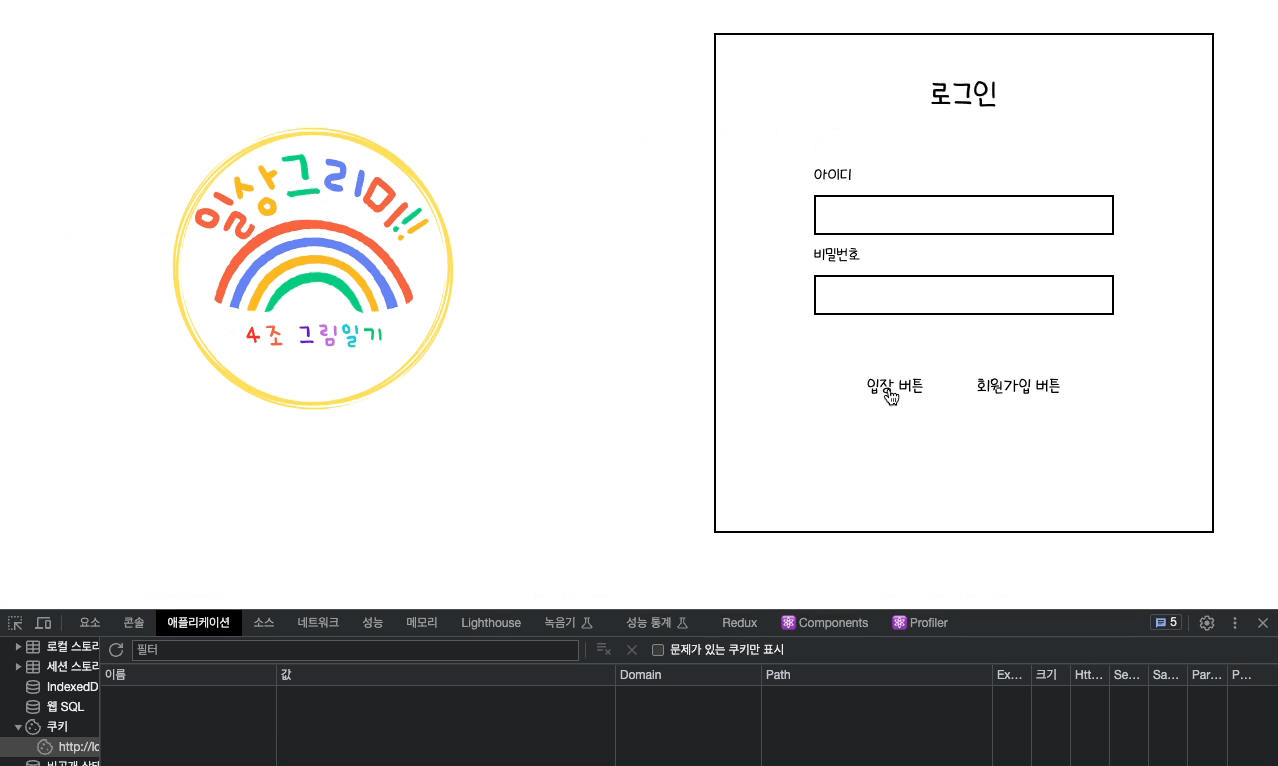 일상그리미!!
4조 그림일기
로그인
아이디
비밀번호
입장 버튼 회원가입 버튼
요소 콘솔 애플리케이션 소스 네트워크 성능 메모리 Lighthouse 녹음기 성능 통계 Redux Components Profiler 5
로컬 스토리
필터 문제가 있는 쿠키만 표시
세션 스토리
이름 값 Domain Path Ex... 크기 Htt... Se... Sa... Par... P...
IndexedD
웹 SQL
쿠키
http://lo